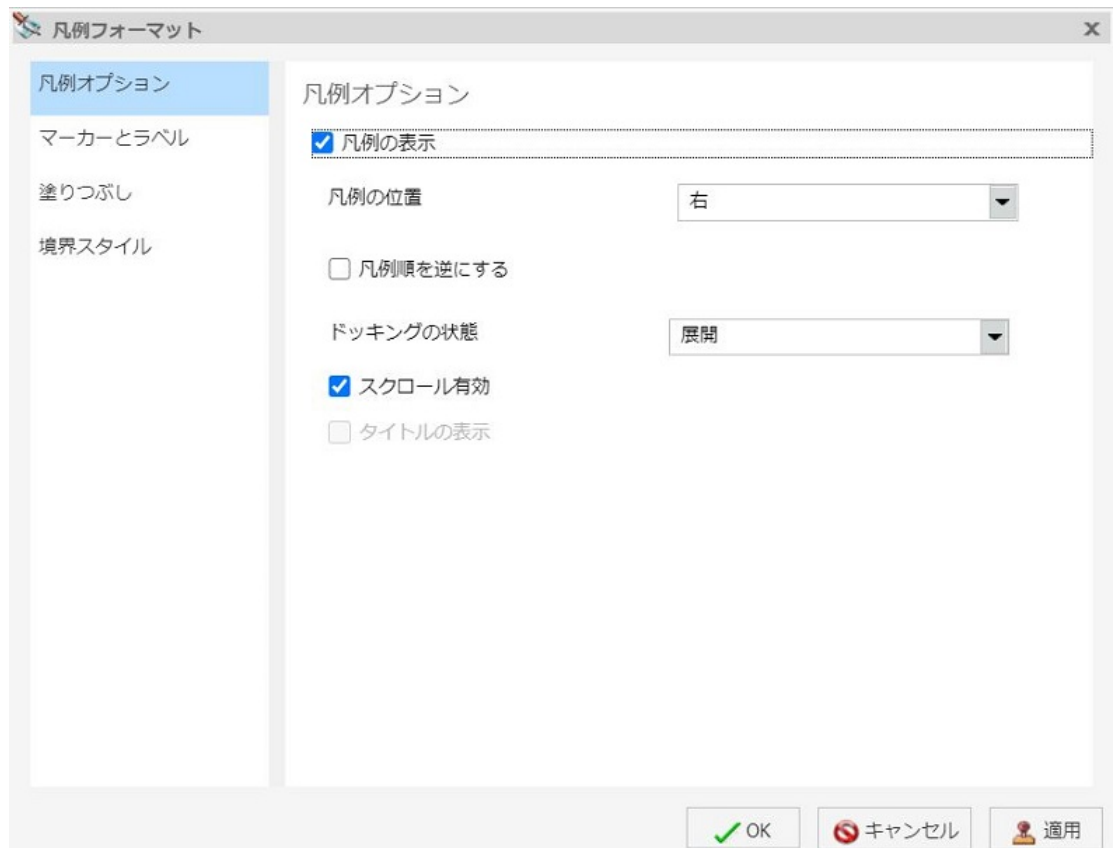 凡例フォーマット
凡例オプション
マーカーとラベル
塗りつぶし
境界スタイル
凡例オプション
凡例の表示
凡例の位置 右
凡例順を逆にする
ドッキングの状態 展開
スクロール有効
タイトルの表示
OK キャンセル 適用